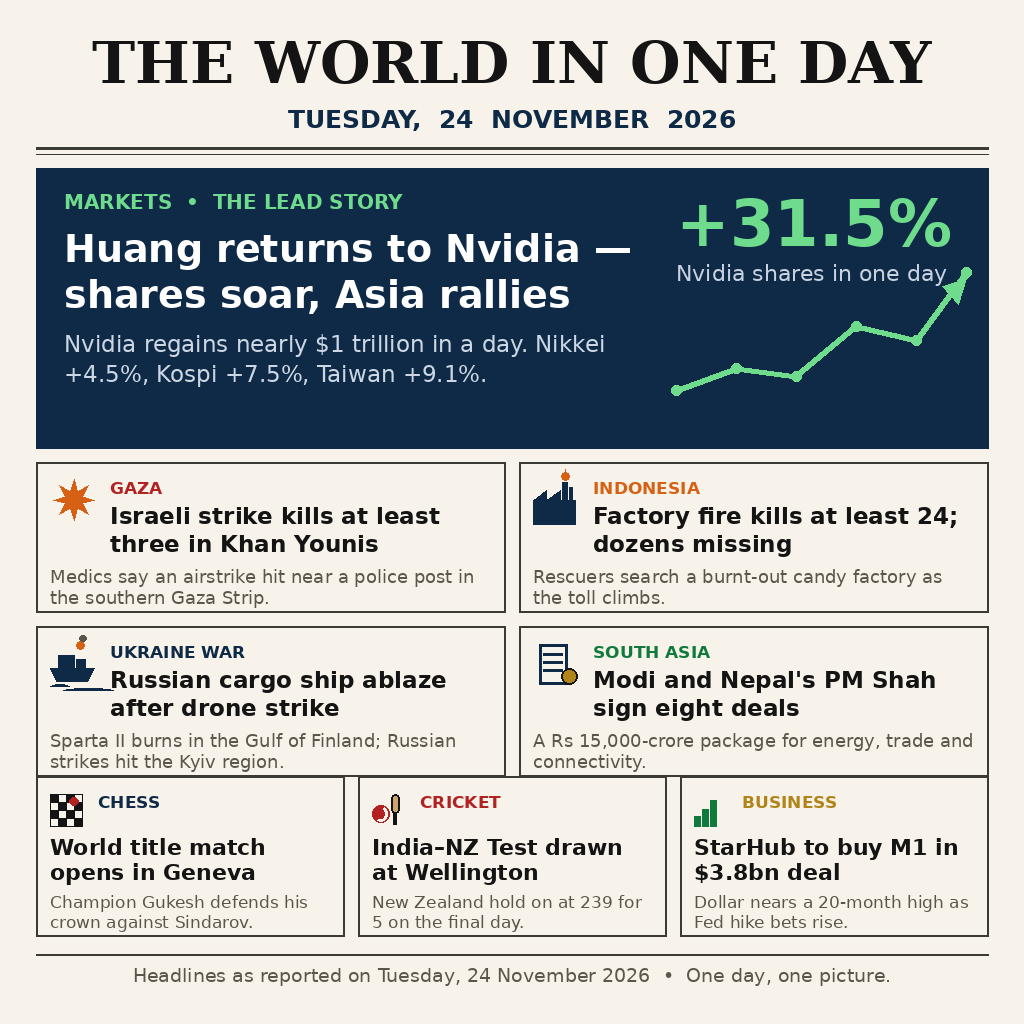 THE WORLD IN ONE DAY
TUESDAY, 24 NOVEMBER 2026
MARKETS • THE LEAD STORY
Huang returns to Nvidia —
shares soar, Asia rallies
Nvidia regains nearly $1 trillion in a day. Nikkei
+4.5%, Kospi +7.5%, Taiwan +9.1%.
+31.5%
Nvidia shares in one day
GAZA
Israeli strike kills at least
three in Khan Younis
Medics say an airstrike hit near a police post in
the southern Gaza Strip.
INDONESIA
Factory fire kills at least 24;
dozens missing
Rescuers search a burnt-out candy factory as
the toll climbs.
UKRAINE WAR
Russian cargo ship ablaze
after drone strike
Sparta II burns in the Gulf of Finland; Russian
strikes hit the Kyiv region.
SOUTH ASIA
Modi and Nepal's PM Shah
sign eight deals
A Rs 15,000-crore package for energy, trade and
connectivity.
CHESS
World title match
opens in Geneva
Champion Gukesh defends his
crown against Sindarov.
CRICKET
India–NZ Test drawn
at Wellington
New Zealand hold on at 239 for
5 on the final day.
BUSINESS
StarHub to buy M1 in
$3.8bn deal
Dollar nears a 20-month high as
Fed hike bets rise.
Headlines as reported on Tuesday, 24 November 2026 • One day, one picture.